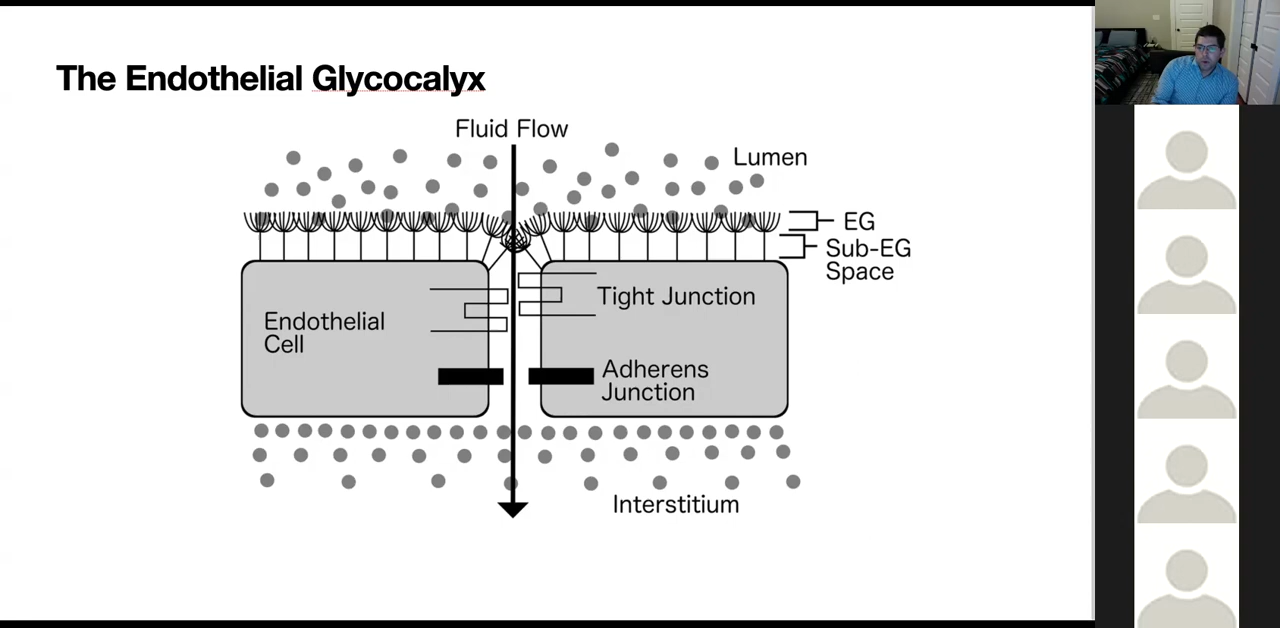 The Endothelial Glycocalyx
Fluid Flow
Lumen
EG
Sub-EG
Space
Tight Junction
Endothelial
Cell
Adherens
Junction
Interstitium